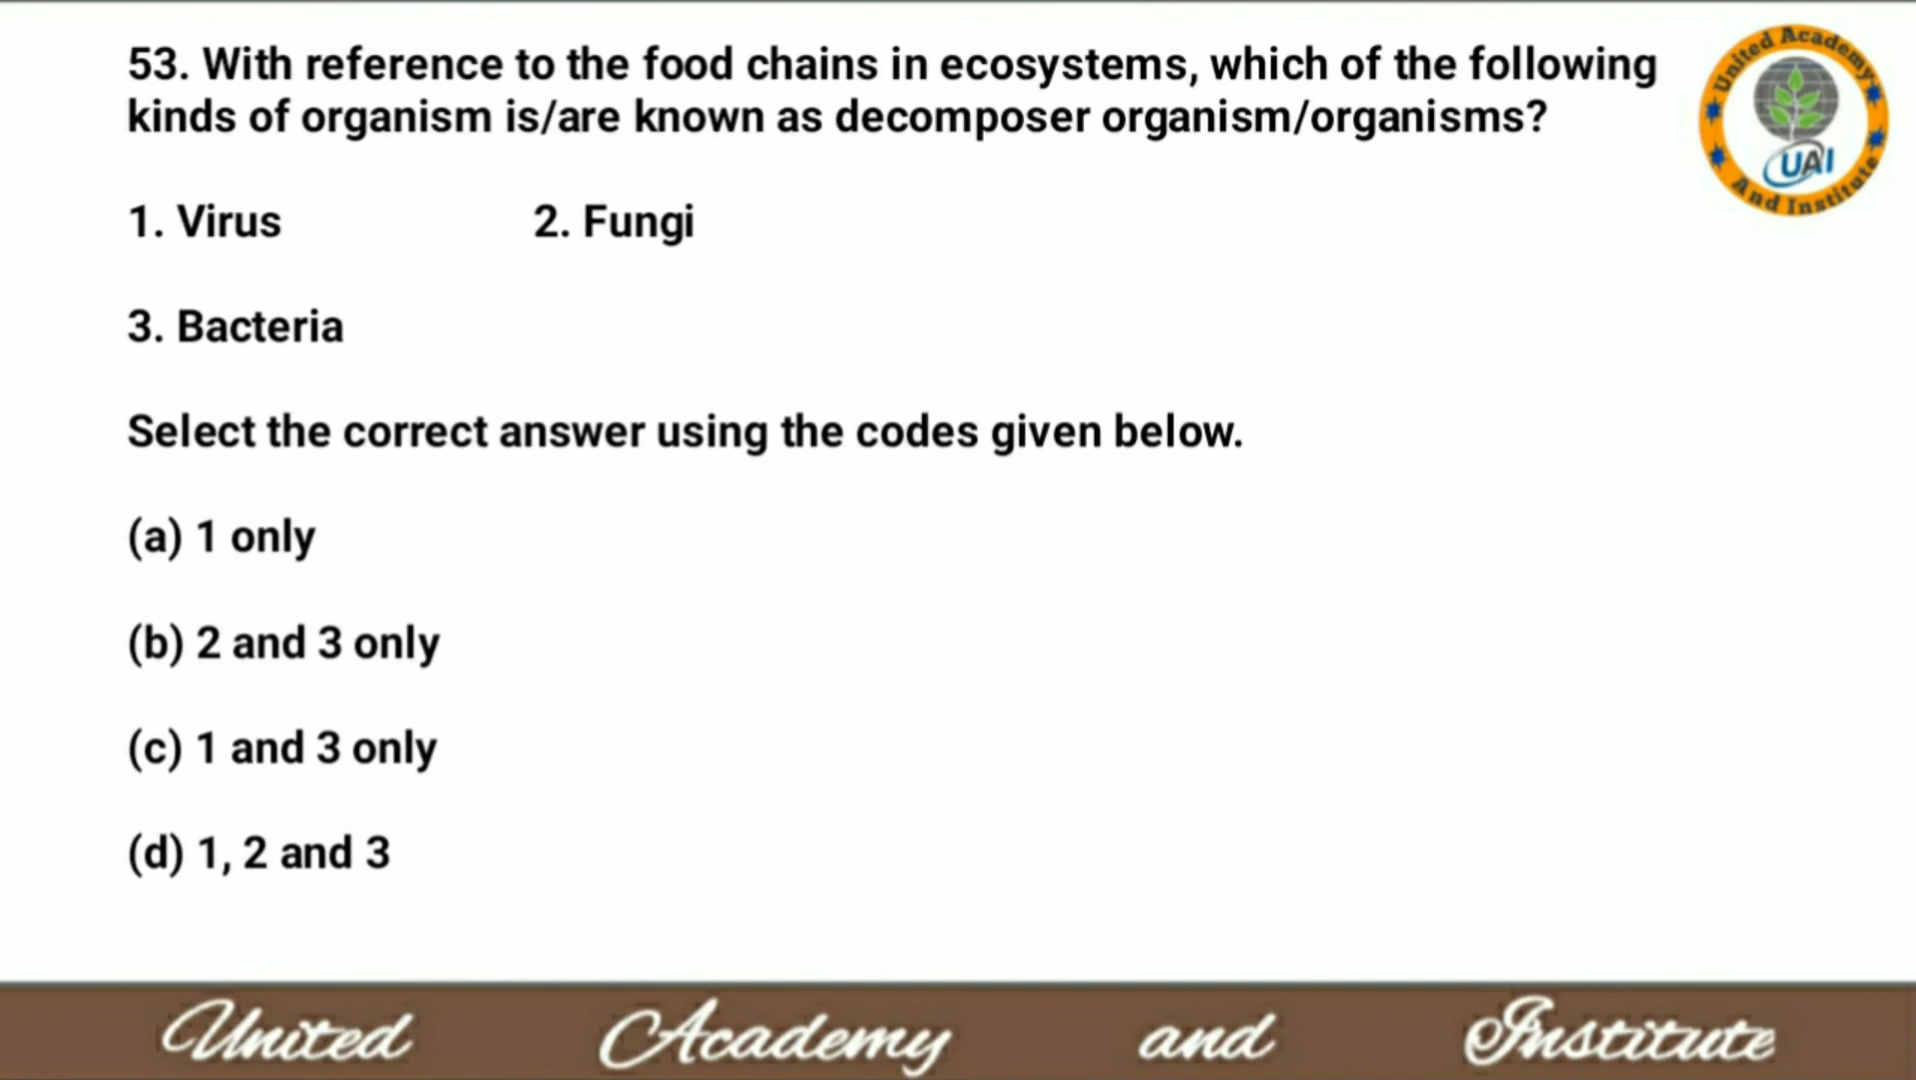 53. With reference to the food chains in ecosystems, which of the following
kinds of organism is/are known as decomposer organism/organisms?
United Academy
UAI
And Institute
1. Virus 2. Fungi
3. Bacteria
Select the correct answer using the codes given below.
(a) 1 only
(b) 2 and 3 only
(c) 1 and 3 only
(d) 1, 2 and 3
United Academy and Institute